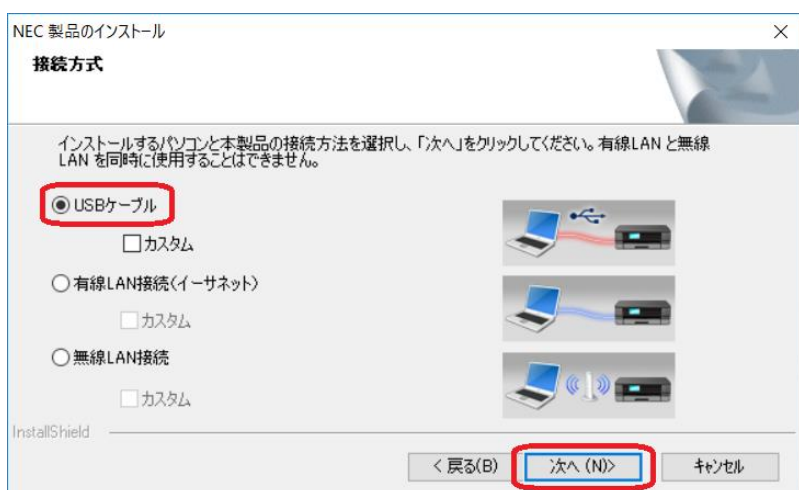 NEC 製品のインストール
接続方式
インストールするパソコンと本製品の接続方法を選択し、「次へ」をクリックしてください。有線LAN と無線
LAN を同時に使用することはできません。
USBケーブル
カスタム
有線LAN接続(イーサネット)
カスタム
無線LAN接続
カスタム
InstallShield
< 戻る(B)
次へ (N)>
キャンセル